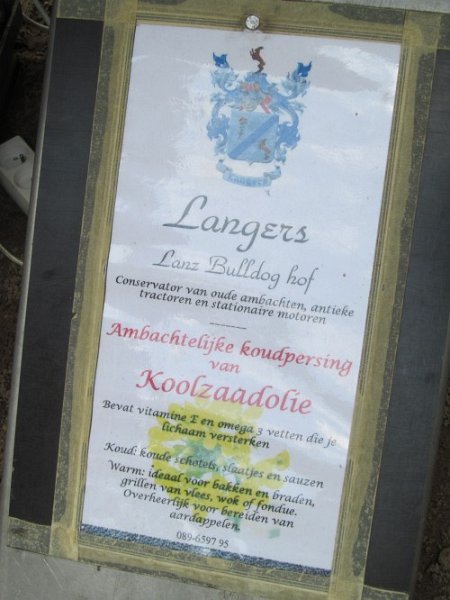 Langers
Lanz Bulldog hof
Conservator van oude ambachten, antieke
tractoren en stationaire motoren
----------
Ambachtelijke koudpersing
van
Koolzaadolie
Bevat vitamine E en omega 3 vetten die je
lichaam versterken
Koud: koude schotels, slaatjes en sauzen
Warm: ideaal voor bakken en braden,
grillen van vlees, wok of fondue.
Overheerlijk voor bereiden van
aardappelen.
089-6597 95